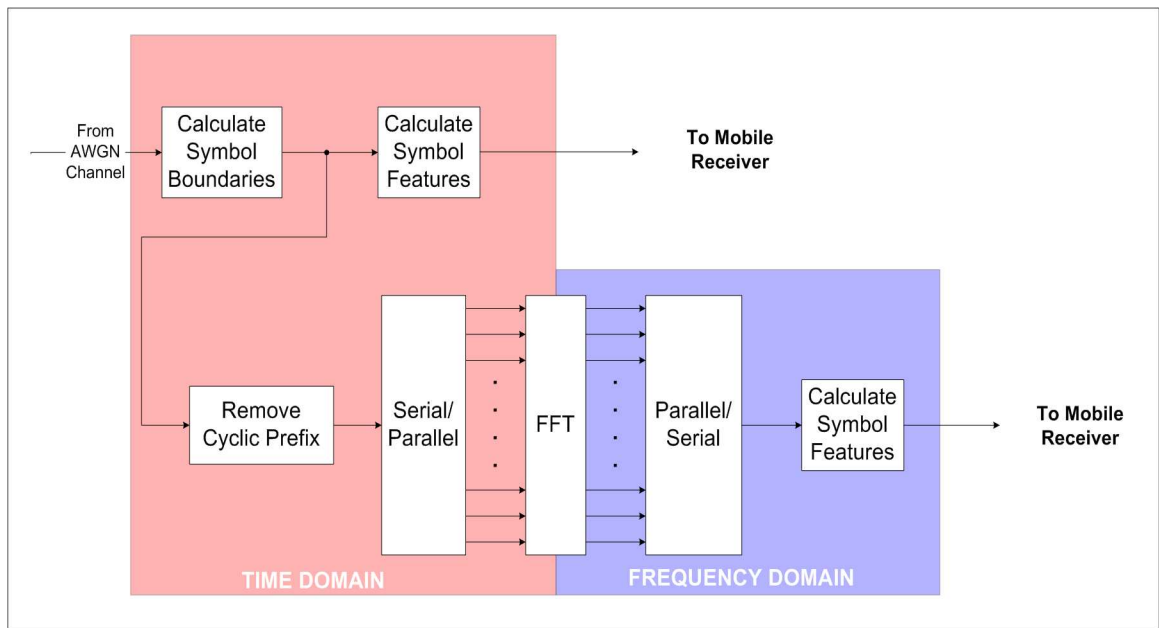 From
AWGN
Channel
Calculate
Symbol
Boundaries
Calculate
Symbol
Features
To Mobile
Receiver
Remove
Cyclic Prefix
Serial/
Parallel
FFT
Parallel/
Serial
Calculate
Symbol
Features
To Mobile
Receiver
TIME DOMAIN
FREQUENCY DOMAIN